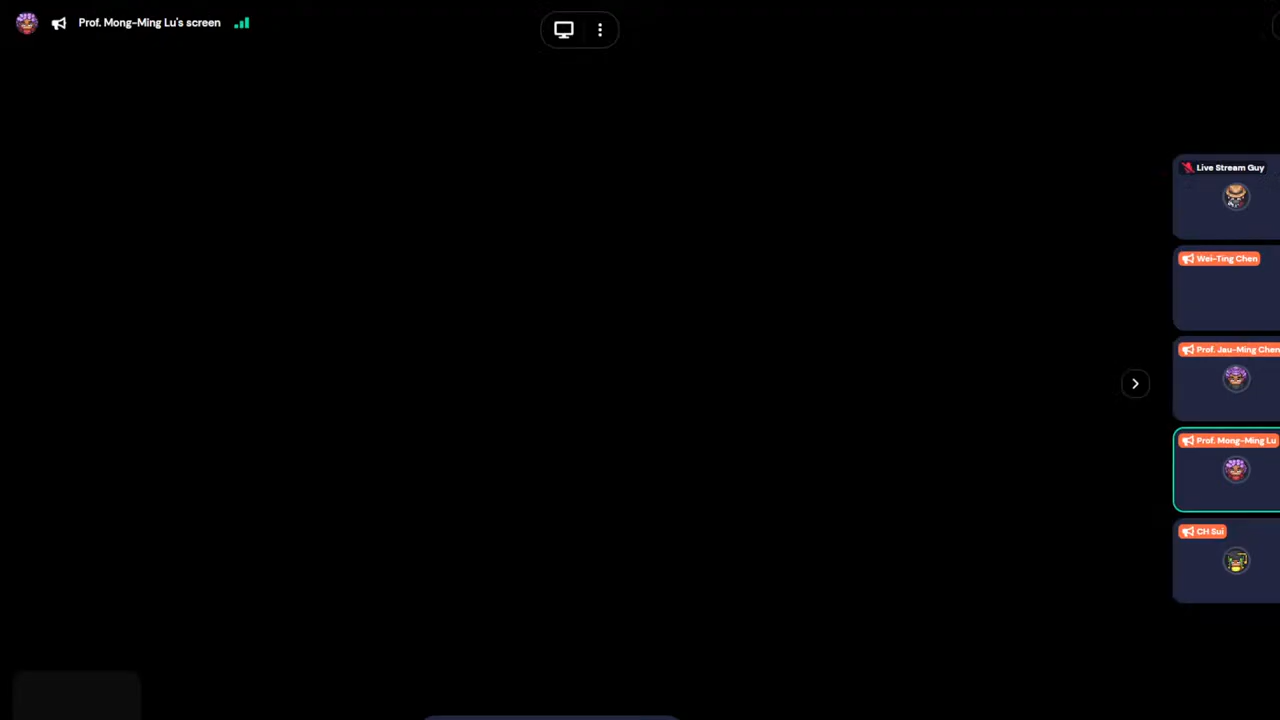 Prof. Mong-Ming Lu's screen
Live Stream Guy
Wei-Ting Chen
Prof. Jau-Ming Chen
Prof. Mong-Ming Lu
CH Sui